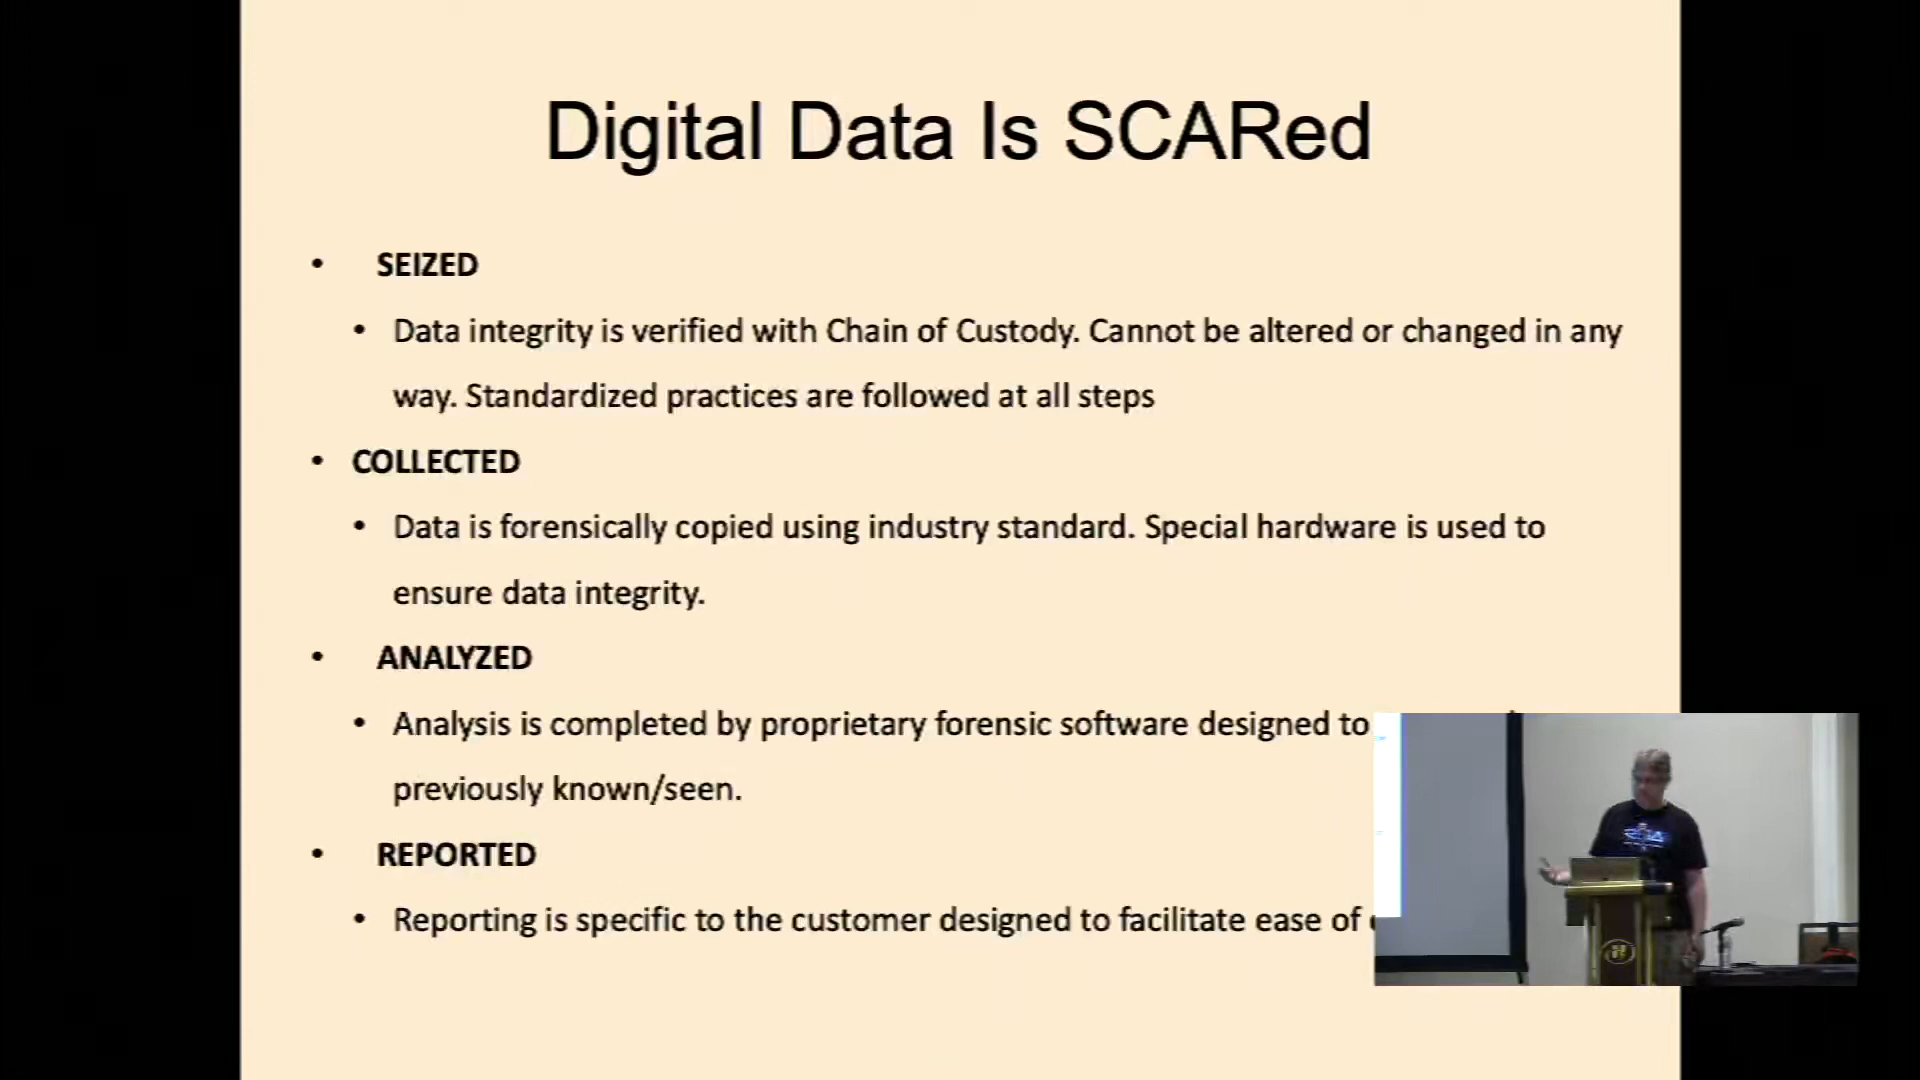 Digital Data Is SCARed
• SEIZED
• Data integrity is verified with Chain of Custody. Cannot be altered or changed in any
way. Standardized practices are followed at all steps
• COLLECTED
• Data is forensically copied using industry standard. Special hardware is used to
ensure data integrity.
• ANALYZED
• Analysis is completed by proprietary forensic software designed to
previously known/seen.
• REPORTED
• Reporting is specific to the customer designed to facilitate ease of